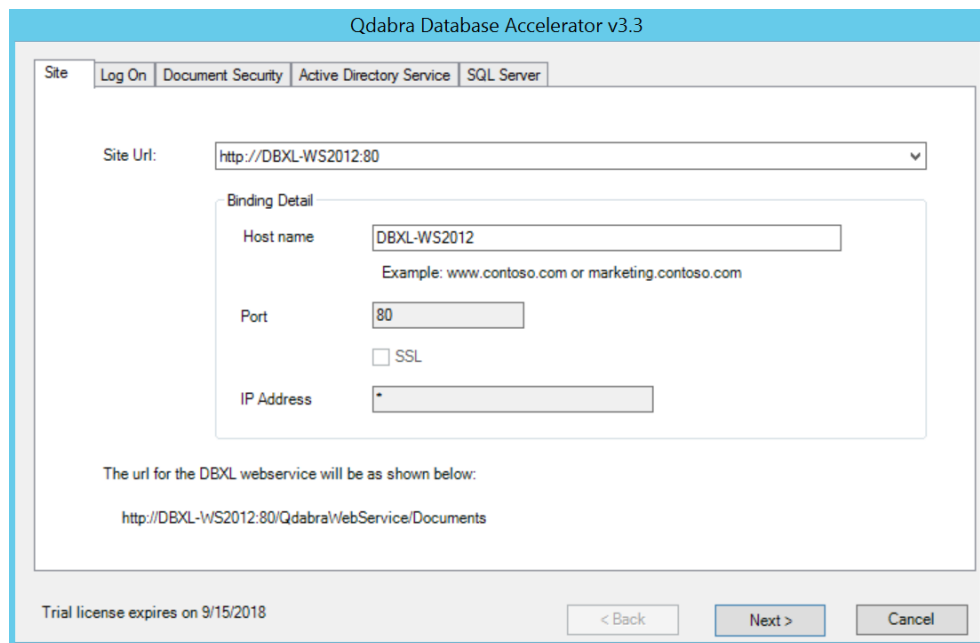 Qdabra Database Accelerator v3.3
Site Log On Document Security Active Directory Service SQL Server
Site Url: http://DBXL-WS2012:80
Binding Detail
Host name DBXL-WS2012
Example: www.contoso.com or marketing.contoso.com
Port 80
SSL
IP Address *
The url for the DBXL webservice will be as shown below:
http://DBXL-WS2012:80/QdabraWebService/Documents
Trial license expires on 9/15/2018 < Back Next > Cancel